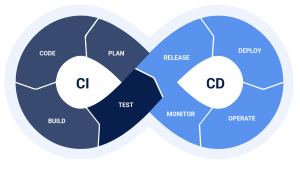 CODE
PLAN
RELEASE
DEPLOY
CI
CD
BUILD
TEST
MONITOR
OPERATE